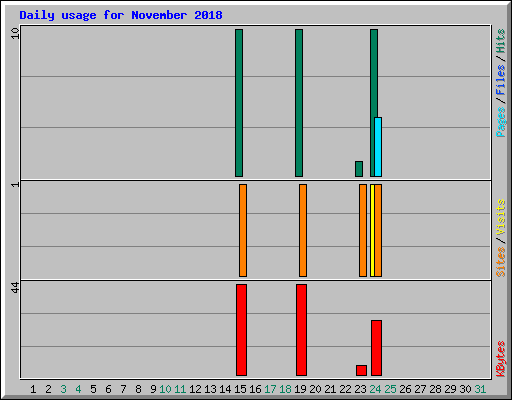 Daily usage for November 2018
10
1
44
Pages/Files/Hits
Sites/Visits
KBytes
1 2 3 4 5 6 7 8 9 10 11 12 13 14 15 16 17 18 19 20 21 22 23 24 25 26 27 28 29 30 31